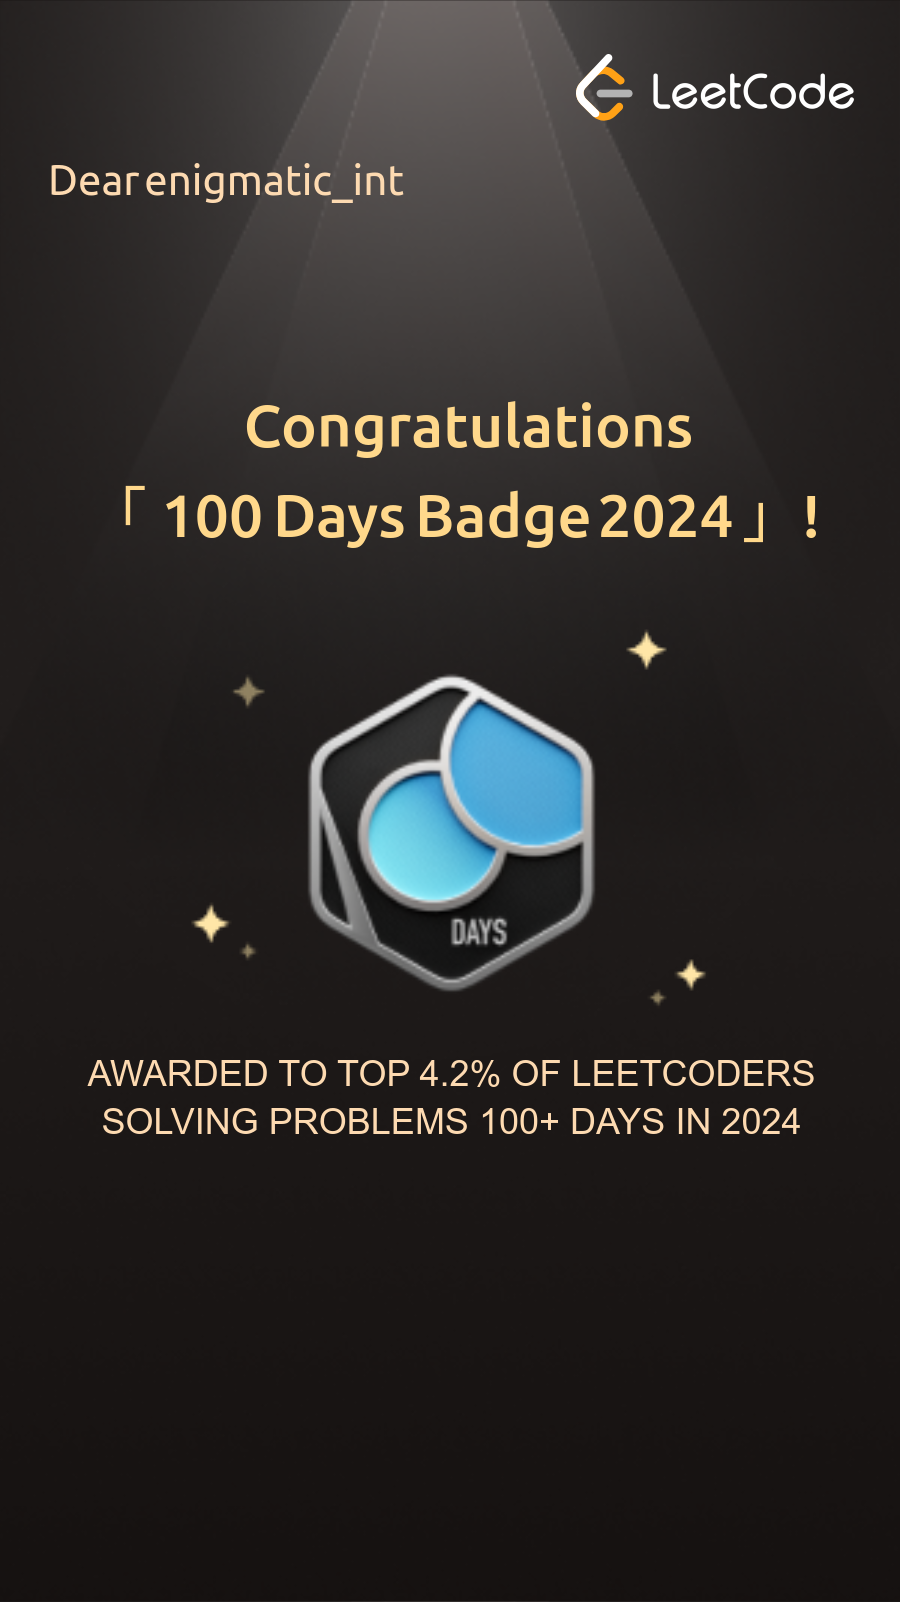 LeetCode
Dear enigmatic_int
Congratulations
「 100 Days Badge 2024 」 !
DAYS
AWARDED TO TOP 4.2% OF LEETCODERS
SOLVING PROBLEMS 100+ DAYS IN 2024